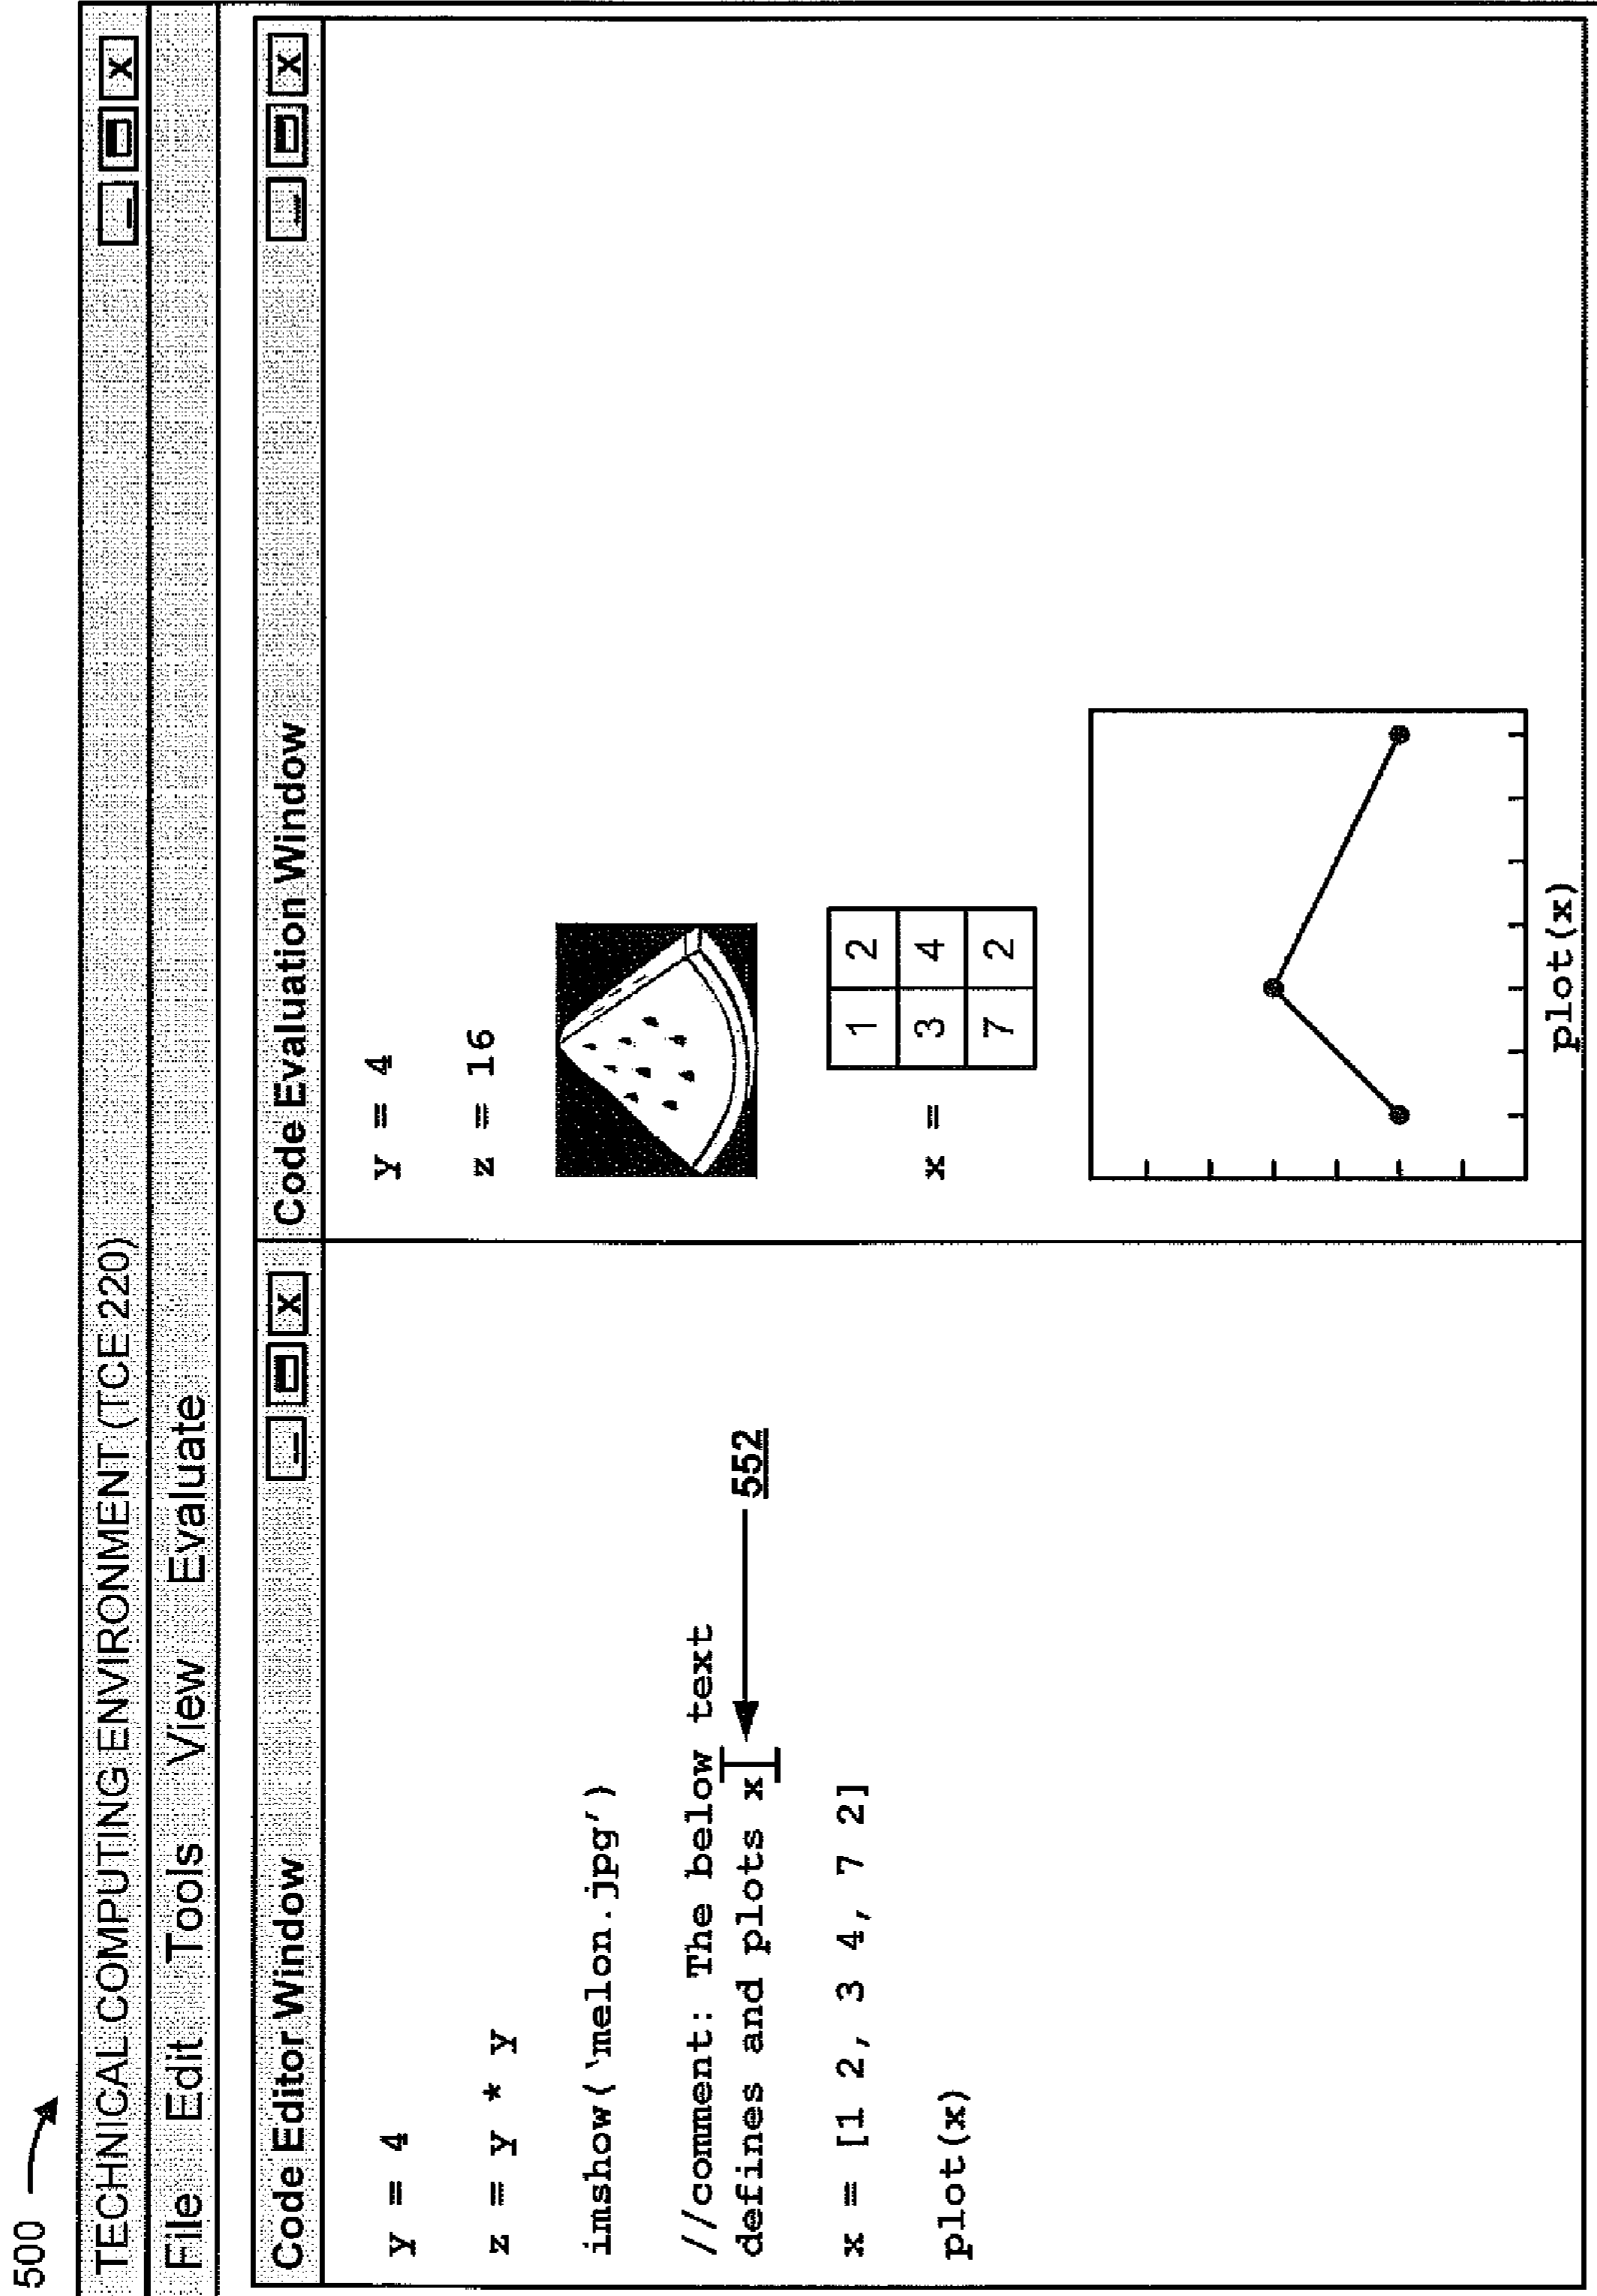 500
TECHNICAL COMPUTING ENVIRONMENT (TCE 220)
File Edit Tools View Evaluate
Code Editor Window
y = 4
z = y * y
imshow(‵melon.jpg′)
//comment: The below text
defines and plots x
552
x = [1 2, 3 4, 7 2]
plot(x)
Code Evaluation Window
y = 4
z = 16
x =
1 2
3 4
7 2
plot(x)